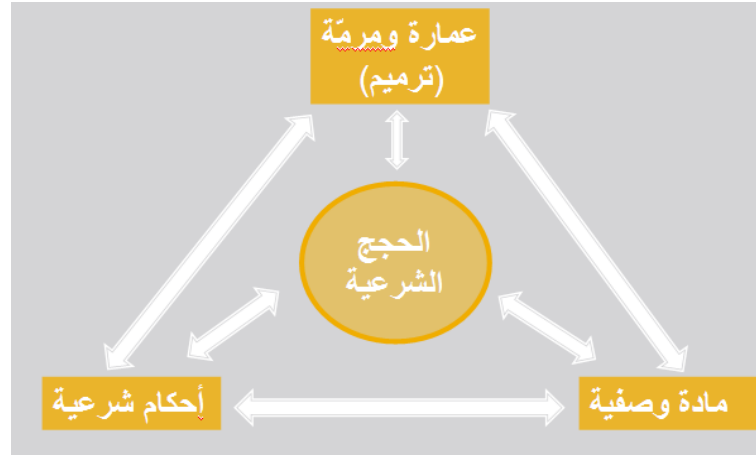 عمارة ومرمّة
(ترميم)
الحجج
الشرعية
أحكام شرعية
مادة وصفية